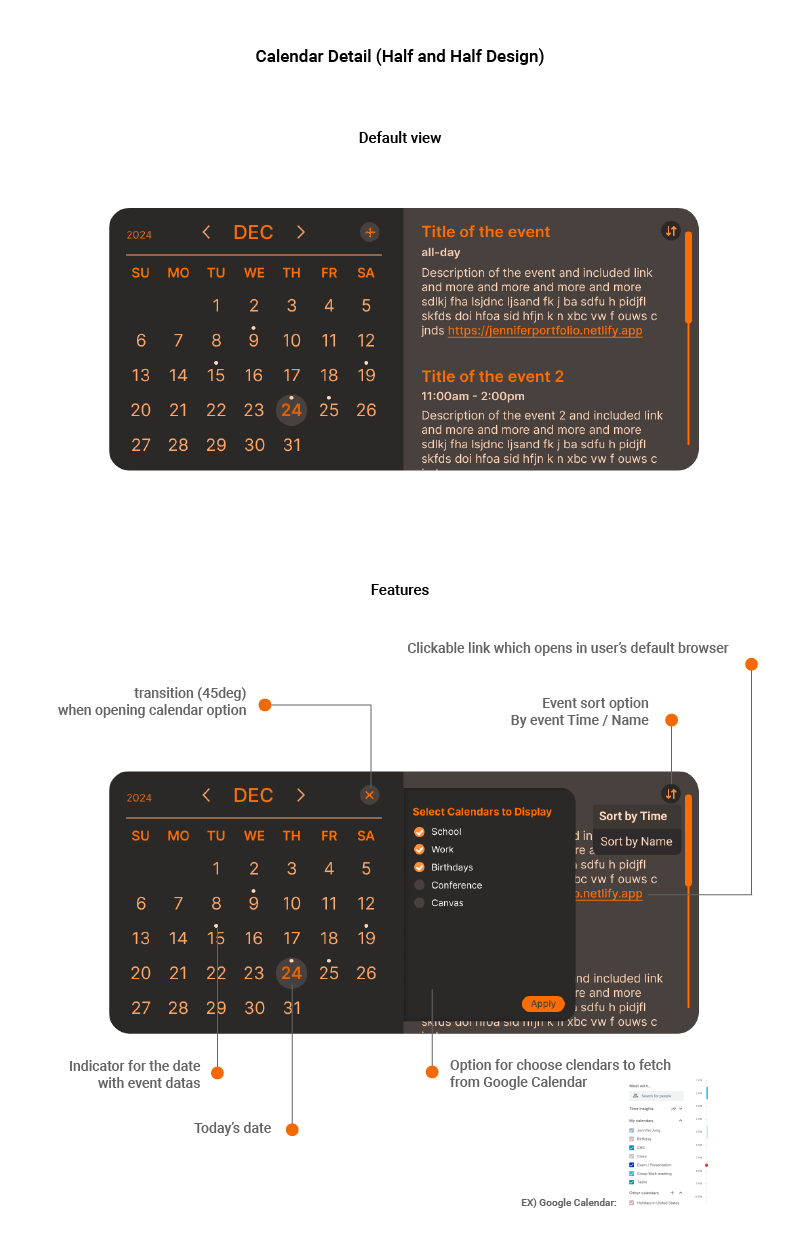 Calendar Detail (Half and Half Design)
Default view
2024
DEC
SU MO TU WE TH FR SA
1 2 3 4 5
6 7 8 9 10 11 12
13 14 15 16 17 18 19
20 21 22 23 24 25 26
27 28 29 30 31
Title of the event
all-day
Description of the event and included link
and more and more and more and more
sdlkj fha lsjdnc ljsand fk j ba sdfu h pidjfl
skfds doi hfoa sid hfjn k n xbc vw f ouws c
jnds https://jenniferportfolio.netlify.app
Title of the event 2
11:00am - 2:00pm
Description of the event 2 and included link
and more and more and more and more
sdlkj fha lsjdnc ljsand fk j ba sdfu h pidjfl
skfds doi hfoa sid hfjn k n xbc vw f ouws c
Features
Clickable link which opens in user's default browser
transition (45deg)
when opening calendar option
Event sort option
By event Time / Name
2024
DEC
SU MO TU WE TH FR SA
1 2 3 4 5
6 7 8 9 10 11 12
13 14 15 16 17 18 19
20 21 22 23 24 25 26
27 28 29 30 31
Select Calendars to Display
School
Work
Birthdays
Conference
Canvas
Apply
Sort by Time
Sort by Name
sdfu h pidjfl
bc vw f ouws c
o.netlify.app
nd included link
re and more
sdfu h pidjfl
skfds doi hfoa sid hfjn k n xbc vw f ouws c
Indicator for the date
with event datas
Today's date
Option for choose clendars to fetch
from Google Calendar
Meet with...
Search for people
Time Insights
My calendars
Jennifer Jung
Birthday
CMC
Class
Exam / Presentation
Group Work meeting
Tasks
Other calendars
Holidays in United States
EX) Google Calendar: